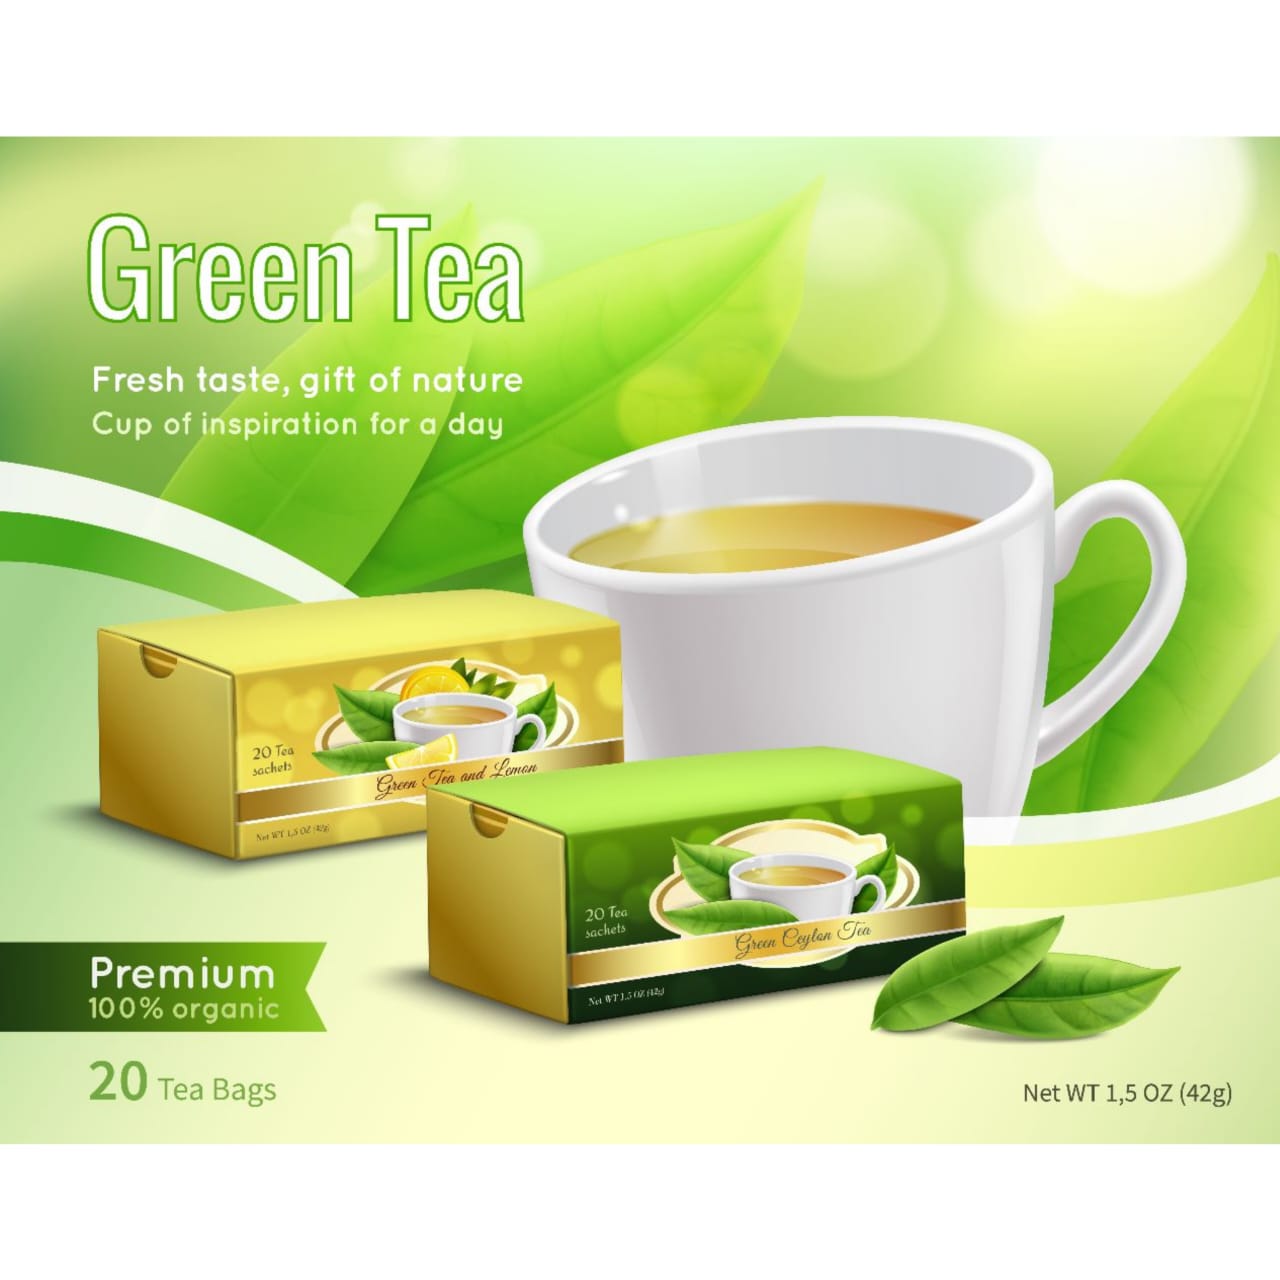 Green Tea
Fresh taste, gift of nature
Cup of inspiration for a day
20 Tea
sachets
Green Tea and Lemon
Net WT 1,5 OZ (42g)
20 Tea
sachets
Green Ceylon Tea
Net WT 1.5 OZ (42g)
Premium
100% organic
20 Tea Bags
Net WT 1,5 OZ (42g)